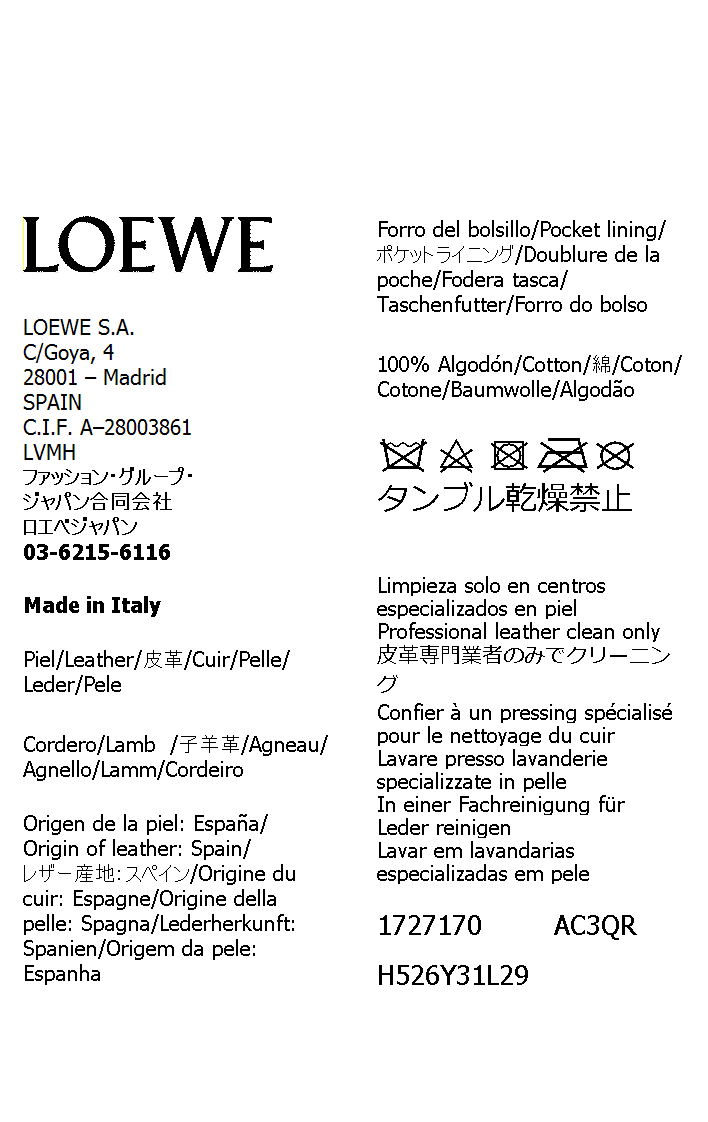 LOEWE
LOEWE S.A.
C/Goya, 4
28001 – Madrid
SPAIN
C.I.F. A–28003861
LVMH
ファッション・グループ・
ジャパン合同会社
ロエベジャパン
03-6215-6116
Made in Italy
Piel/Leather/皮革/Cuir/Pelle/
Leder/Pele
Cordero/Lamb /子羊革/Agneau/
Agnello/Lamm/Cordeiro
Origen de la piel: España/
Origin of leather: Spain/
レザー産地：スペイン/Origine du
cuir: Espagne/Origine della
pelle: Spagna/Lederherkunft:
Spanien/Origem da pele:
Espanha
Forro del bolsillo/Pocket lining/
ポケットライニング/Doublure de la
poche/Fodera tasca/
Taschenfutter/Forro do bolso
100% Algodón/Cotton/綿/Coton/
Cotone/Baumwolle/Algodão
タンブル乾燥禁止
Limpieza solo en centros
especializados en piel
Professional leather clean only
皮革専門業者のみでクリーニン
グ
Confier à un pressing spécialisé
pour le nettoyage du cuir
Lavare presso lavanderie
specializzate in pelle
In einer Fachreinigung für
Leder reinigen
Lavar em lavandarias
especializadas em pele
1727170 AC3QR
H526Y31L29